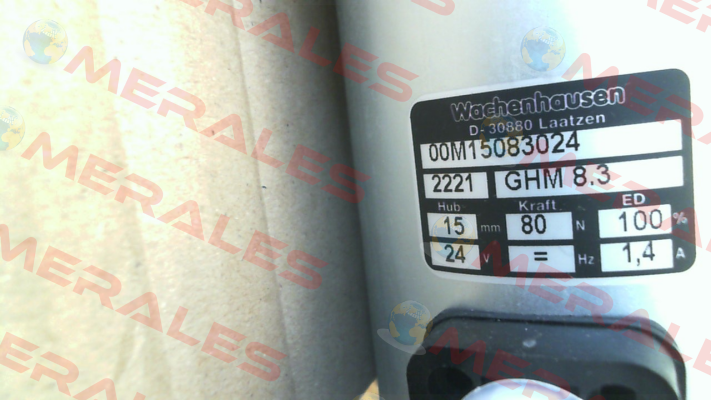 Wachenhausen
D-30880 Laatzen
00M15083024
2221 GHM 8.3
Hub Kraft ED
15 mm 80 N 100 %
24 V = Hz 1,4 A
MERALES
MERALES
MERALES
MERALES
MERALES
MERALES